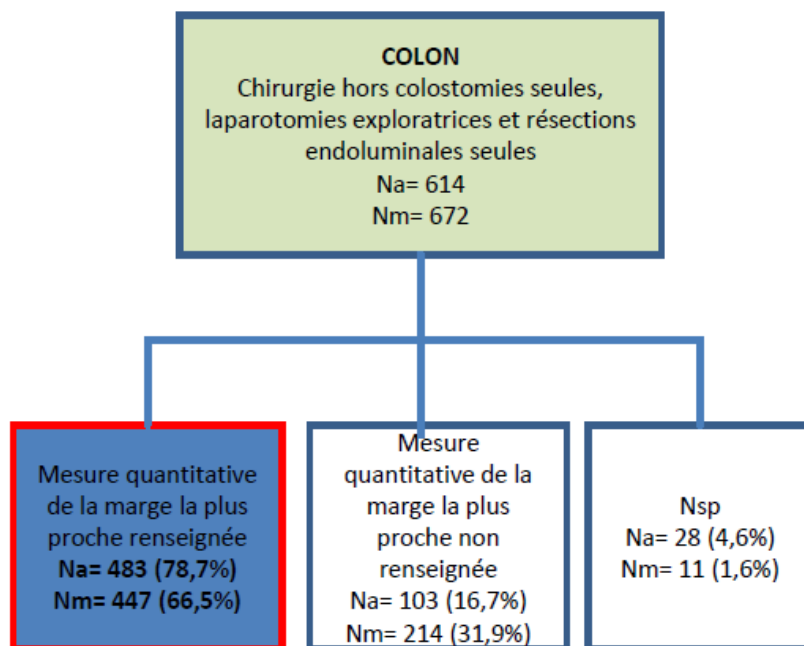 COLON
Chirurgie hors colostomies seules,
laparotomies exploratrices et résections
endoluminales seules
Na= 614
Nm= 672
Mesure quantitative
de la marge la plus
proche renseignée
Na= 483 (78,7%)
Nm= 447 (66,5%)
Mesure
quantitative de la
marge la plus
proche non
renseignée
Na= 103 (16,7%)
Nm= 214 (31,9%)
Nsp
Na= 28 (4,6%)
Nm= 11 (1,6%)